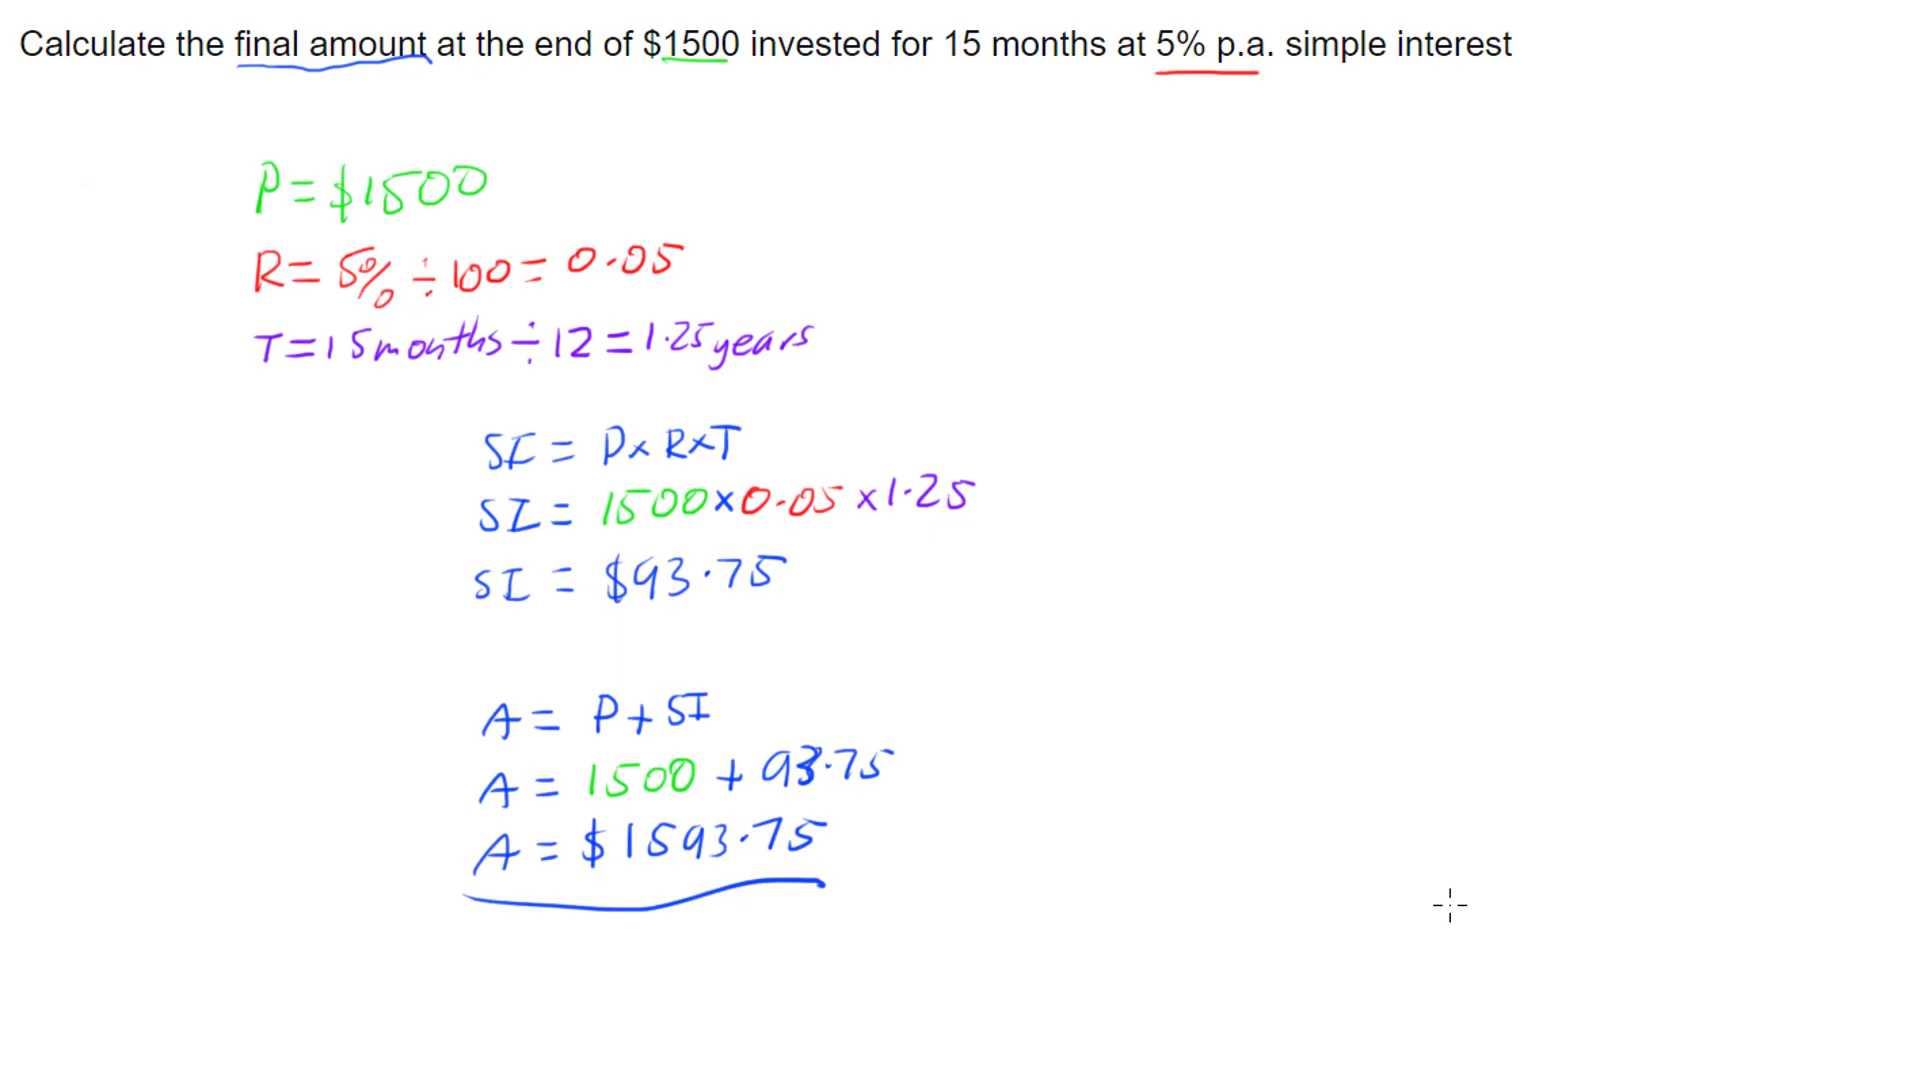 Calculate the final amount at the end of $1500 invested for 15 months at 5% p.a. simple interest
P = $1500
R = 5% ÷ 100 = 0.05
T = 15 months ÷ 12 = 1.25 years
SI = P x R x T
SI = 1500 x 0.05 x 1.25
SI = $93.75
A = P + SI
A = 1500 + 93.75
A = $1593.75